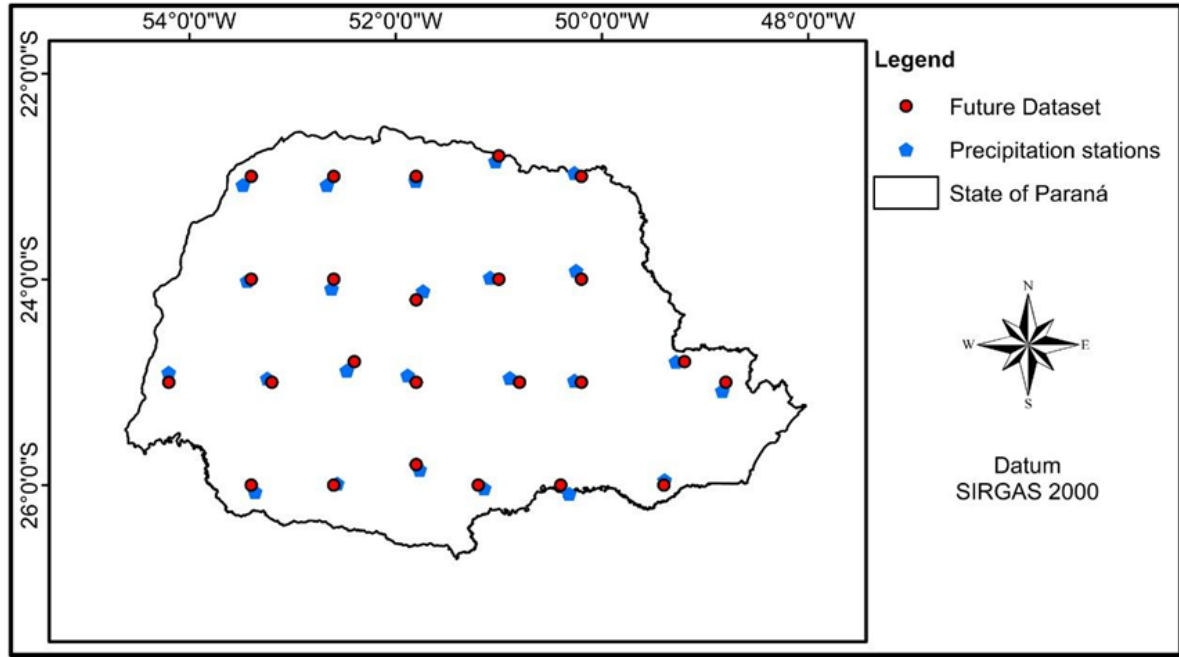 54°0'0"W 52°0'0"W 50°0'0"W 48°0'0"W
22°0'0"S
24°0'0"S
26°0'0"S
Legend
Future Dataset
Precipitation stations
State of Paraná
N
W E
S
Datum
SIRGAS 2000